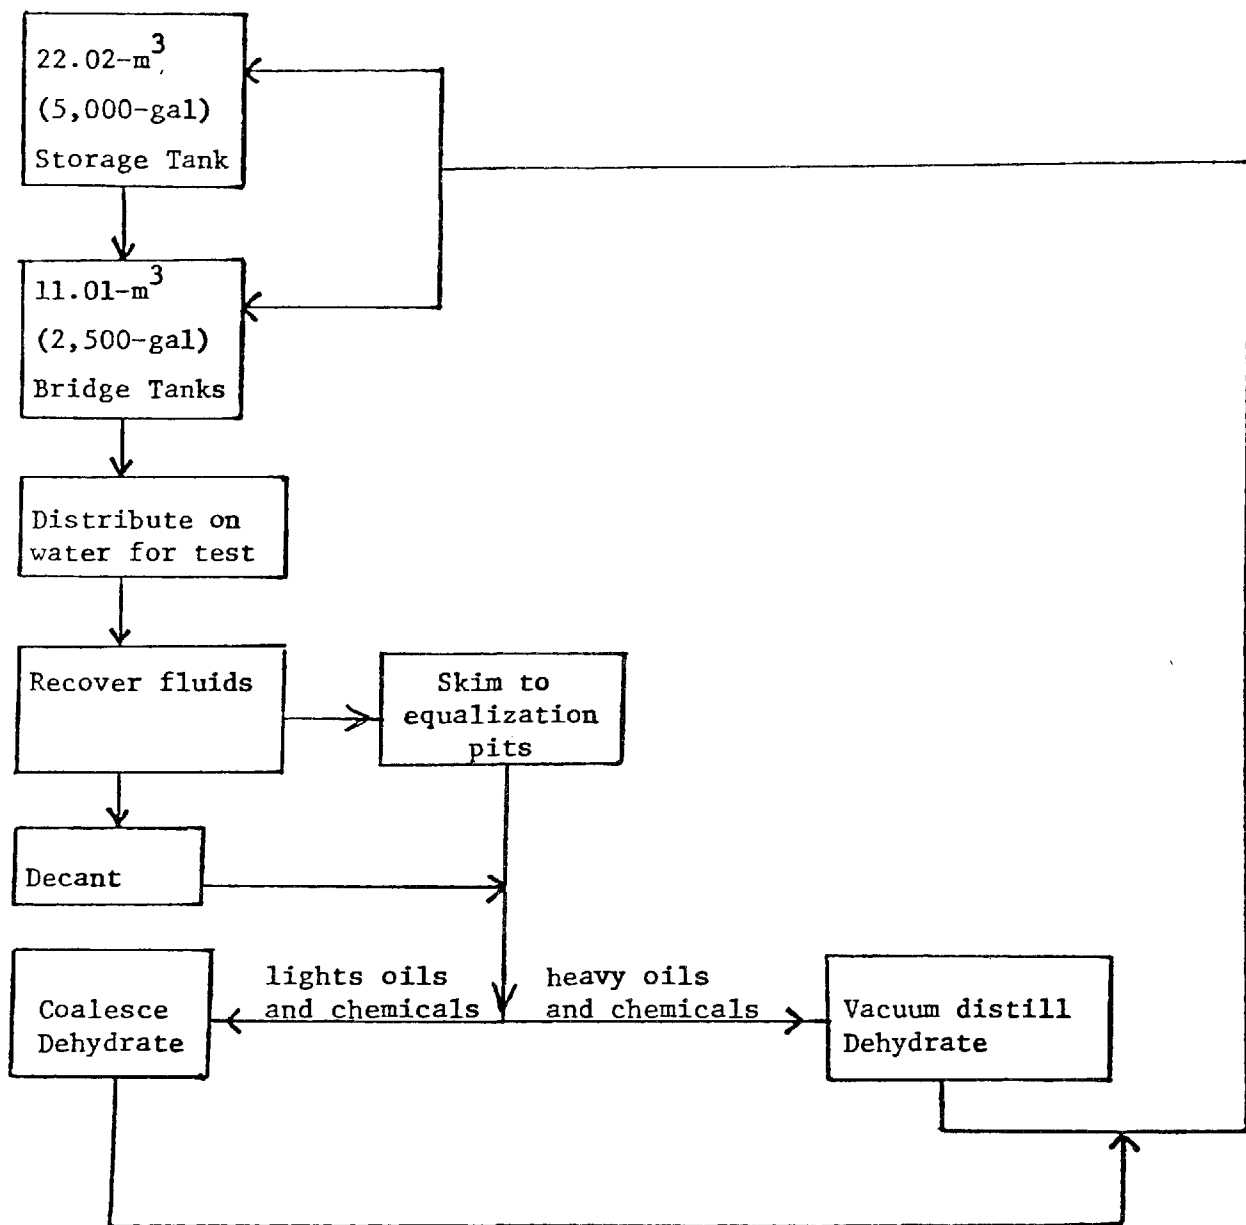 22.02-m³
(5,000-gal)
Storage Tank
11.01-m³
(2,500-gal)
Bridge Tanks
Distribute on
water for test
Recover fluids
Skim to
equalization
pits
Decant
lights oils
and chemicals
heavy oils
and chemicals
Coalesce
Dehydrate
Vacuum distill
Dehydrate